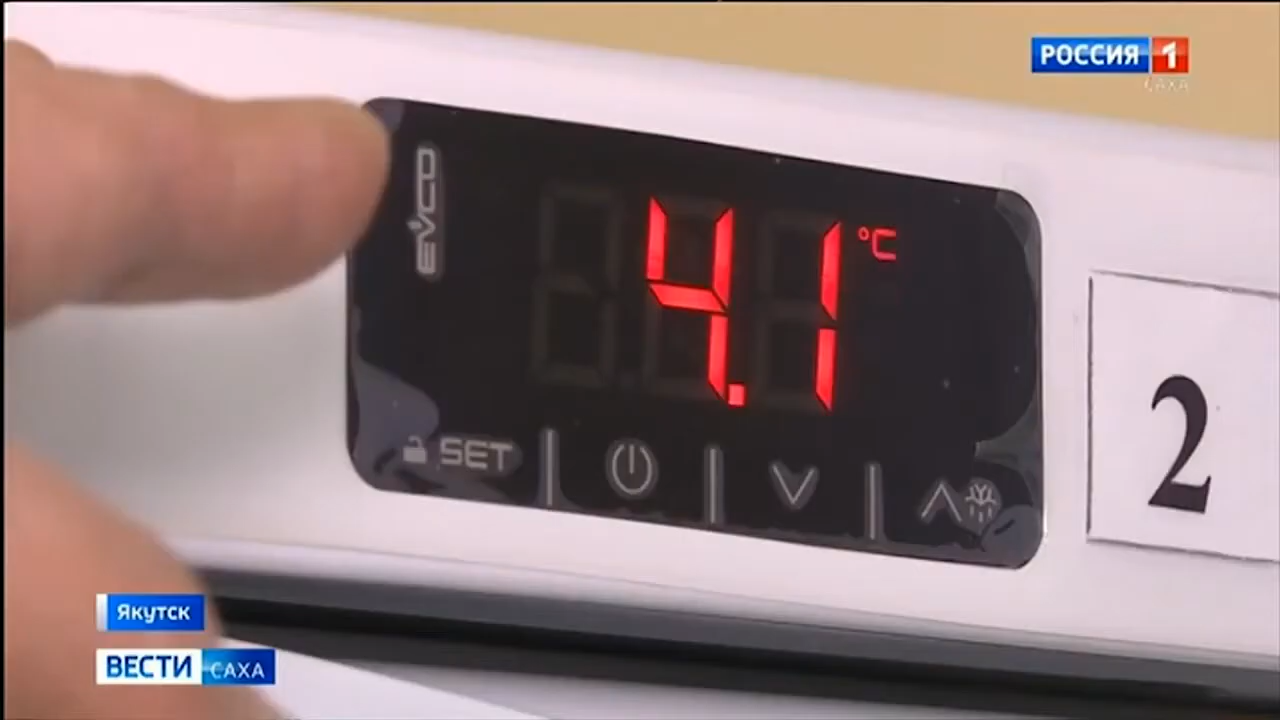 РОССИЯ 1
САХА
EVCO
4.1 °C
SET
2
Якутск
ВЕСТИ САХА